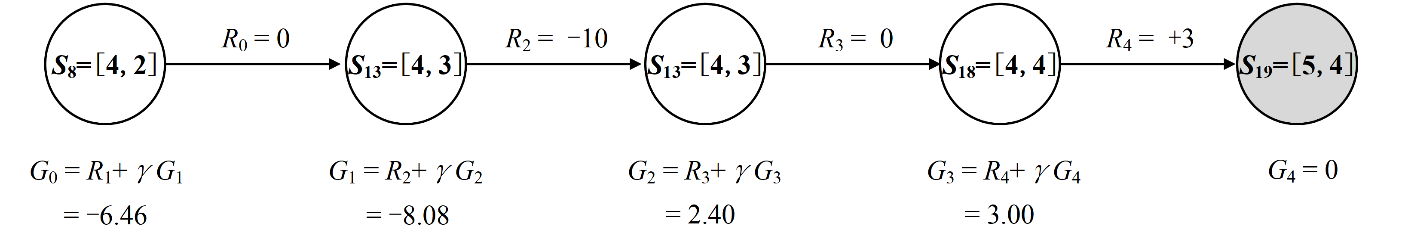 R₀ = 0
R₂ = −10
R₃ = 0
R₄ = +3
S₈=[4, 2]
S₁₃=[4, 3]
S₁₃=[4, 3]
S₁₈=[4, 4]
S₁₉=[5, 4]
G₀ = R₁+ γ G₁
= −6.46
G₁ = R₂+ γ G₂
= −8.08
G₂ = R₃+ γ G₃
= 2.40
G₃ = R₄+ γ G₄
= 3.00
G₄ = 0